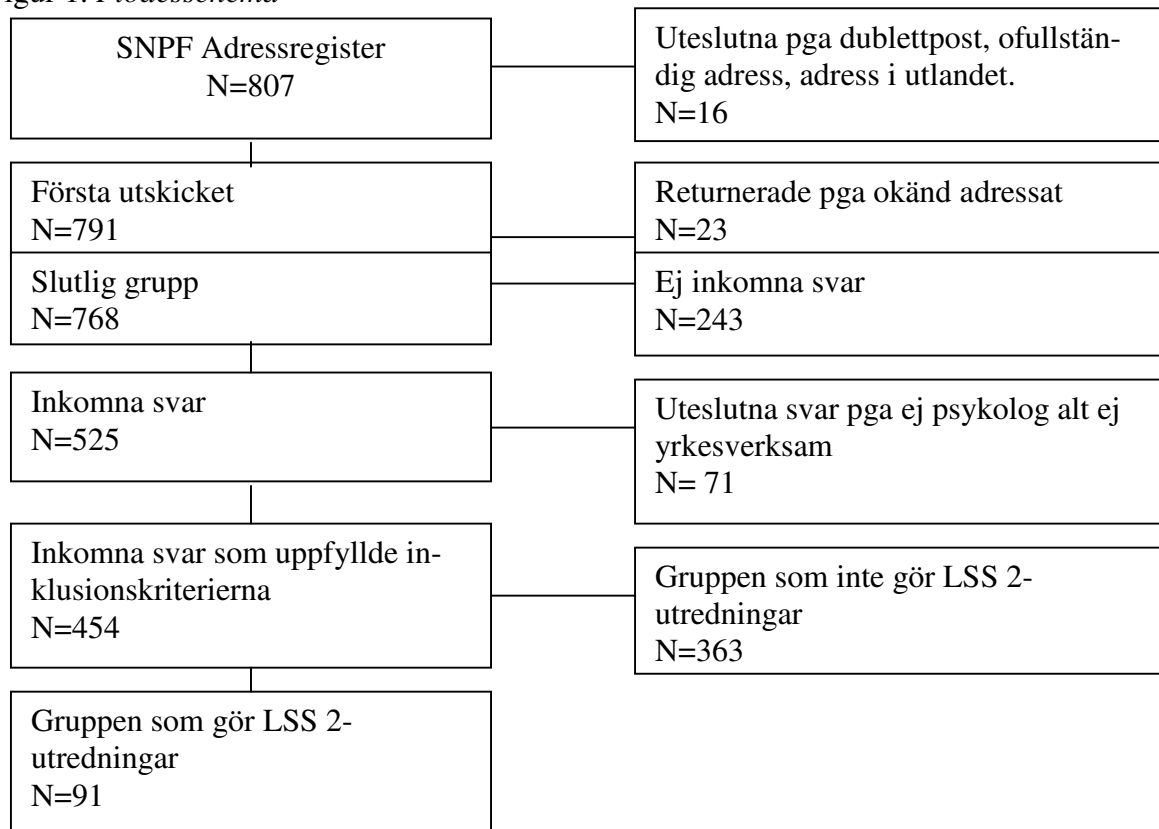 SNPF Adressregister
N=807
Uteslutna pga dublettpost, ofullstän-
dig adress, adress i utlandet.
N=16
Första utskicket
N=791
Returnerade pga okänd adressat
N=23
Slutlig grupp
N=768
Ej inkomna svar
N=243
Inkomna svar
N=525
Uteslutna svar pga ej psykolog alt ej
yrkesverksam
N= 71
Inkomna svar som uppfyllde in-
klusionskriterierna
N=454
Gruppen som inte gör LSS 2-
utredningar
N=363
Gruppen som gör LSS 2-
utredningar
N=91